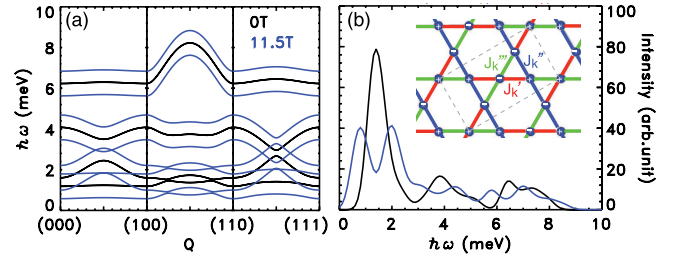 (a)
0T
11.5T
ħω (meV)
10
8
6
4
2
0
(000)
(100)
(110)
(111)
Q
(b)
J_k'''
J_k''
J_k'
Intensity (arb.unit)
100
80
60
40
20
0
0
2
4
6
8
10
ħω (meV)